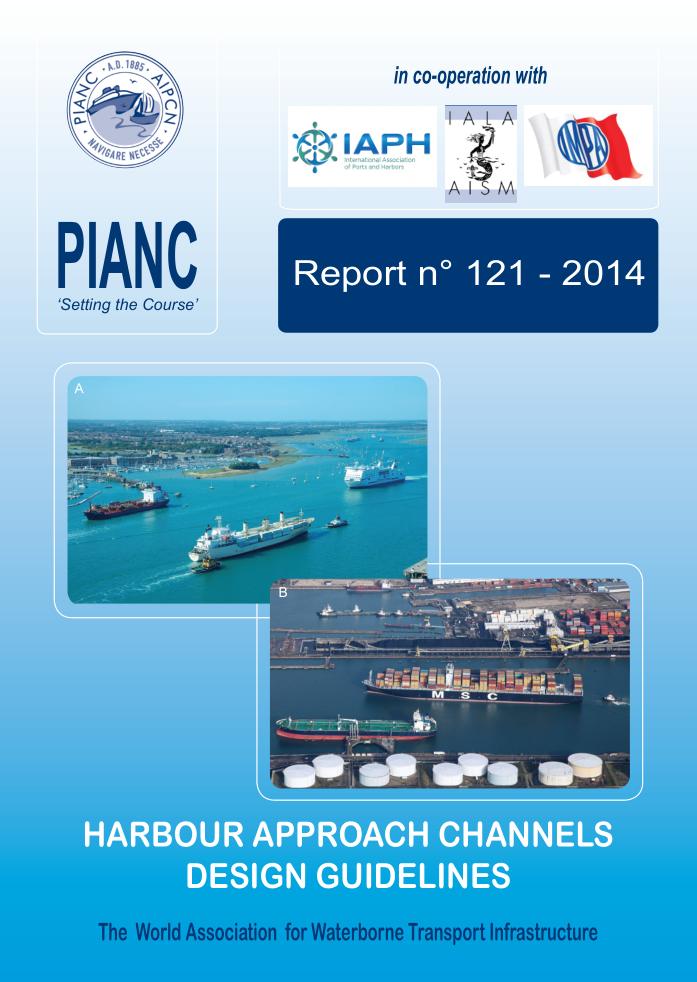 PIANC · A.D. 1885 · AIPCN
NAVIGARE NECESSE
PIANC
‘Setting the Course’
in co-operation with
IAPH
International Association
of Ports and Harbors
IALA
AISM
IMPA
Report n° 121 - 2014
A
B
MSC
HARBOUR APPROACH CHANNELS
DESIGN GUIDELINES
The World Association for Waterborne Transport Infrastructure